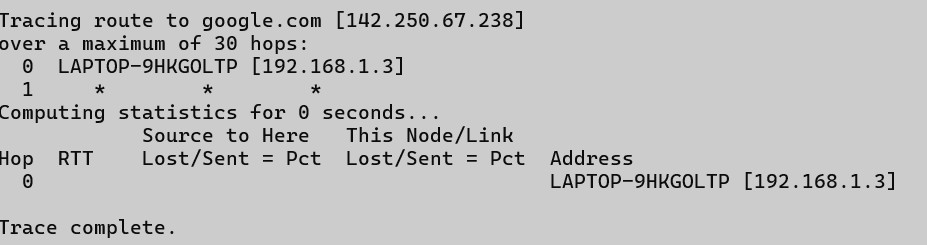 Tracing route to google.com [142.250.67.238]
over a maximum of 30 hops:
  0  LAPTOP-9HKGOLTP [192.168.1.3]
  1     *        *        *
Computing statistics for 0 seconds...
            Source to Here   This Node/Link
Hop  RTT    Lost/Sent = Pct  Lost/Sent = Pct  Address
  0                                           LAPTOP-9HKGOLTP [192.168.1.3]
Trace complete.